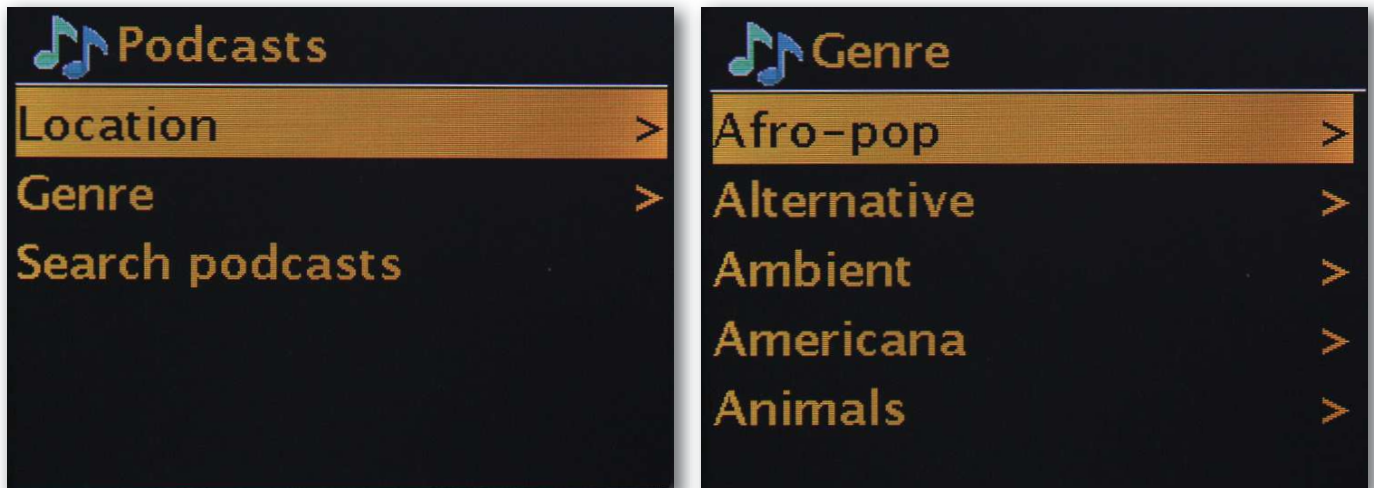 Podcasts
Location >
Genre >
Search podcasts
Genre
Afro-pop >
Alternative >
Ambient >
Americana >
Animals >